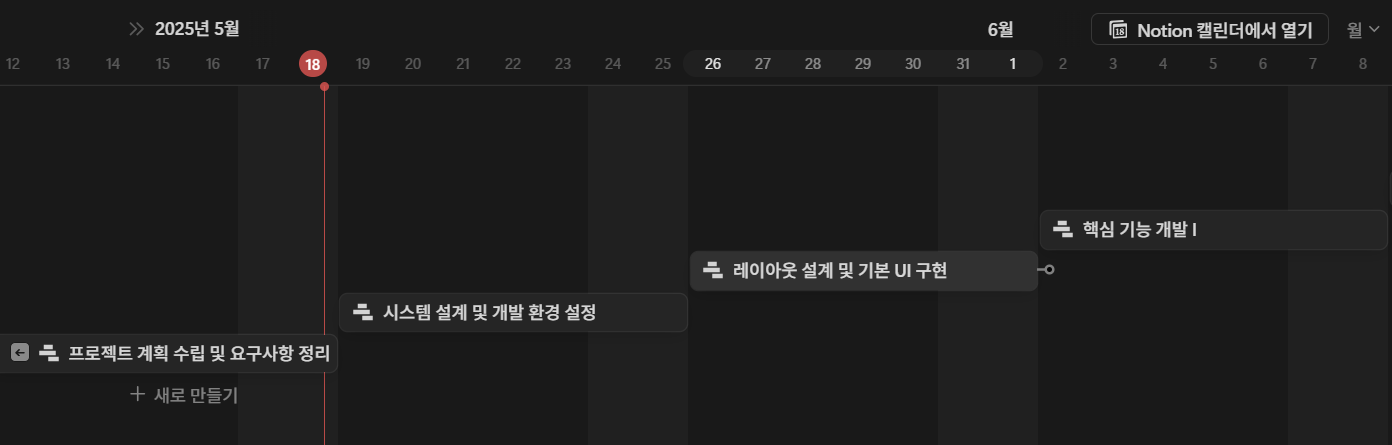 2025년 5월 6월 Notion 캘린더에서 열기 월
12 13 14 15 16 17 18 19 20 21 22 23 24 25 26 27 28 29 30 31 1 2 3 4 5 6 7 8
핵심 기능 개발 I
레이아웃 설계 및 기본 UI 구현
시스템 설계 및 개발 환경 설정
프로젝트 계획 수립 및 요구사항 정리
새로 만들기